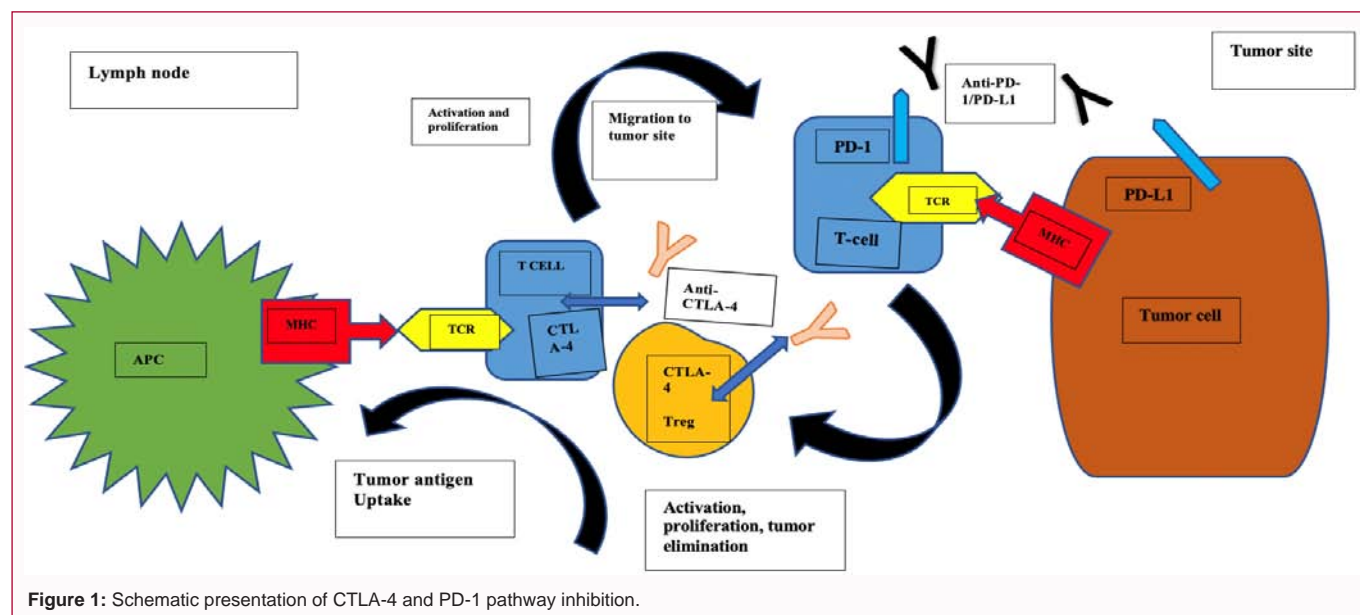 Lymph node
Activation and
proliferation
Migration to
tumor site
Anti-PD-
1/PD-L1
Tumor site
PD-1
TCR
T-cell
PD-L1
MHC
Tumor cell
APC
MHC
TCR
T CELL
CTL
A-4
Anti-
CTLA-4
CTLA-
4
Treg
Tumor antigen
Uptake
Activation,
proliferation, tumor
elimination
Figure 1: Schematic presentation of CTLA-4 and PD-1 pathway inhibition.